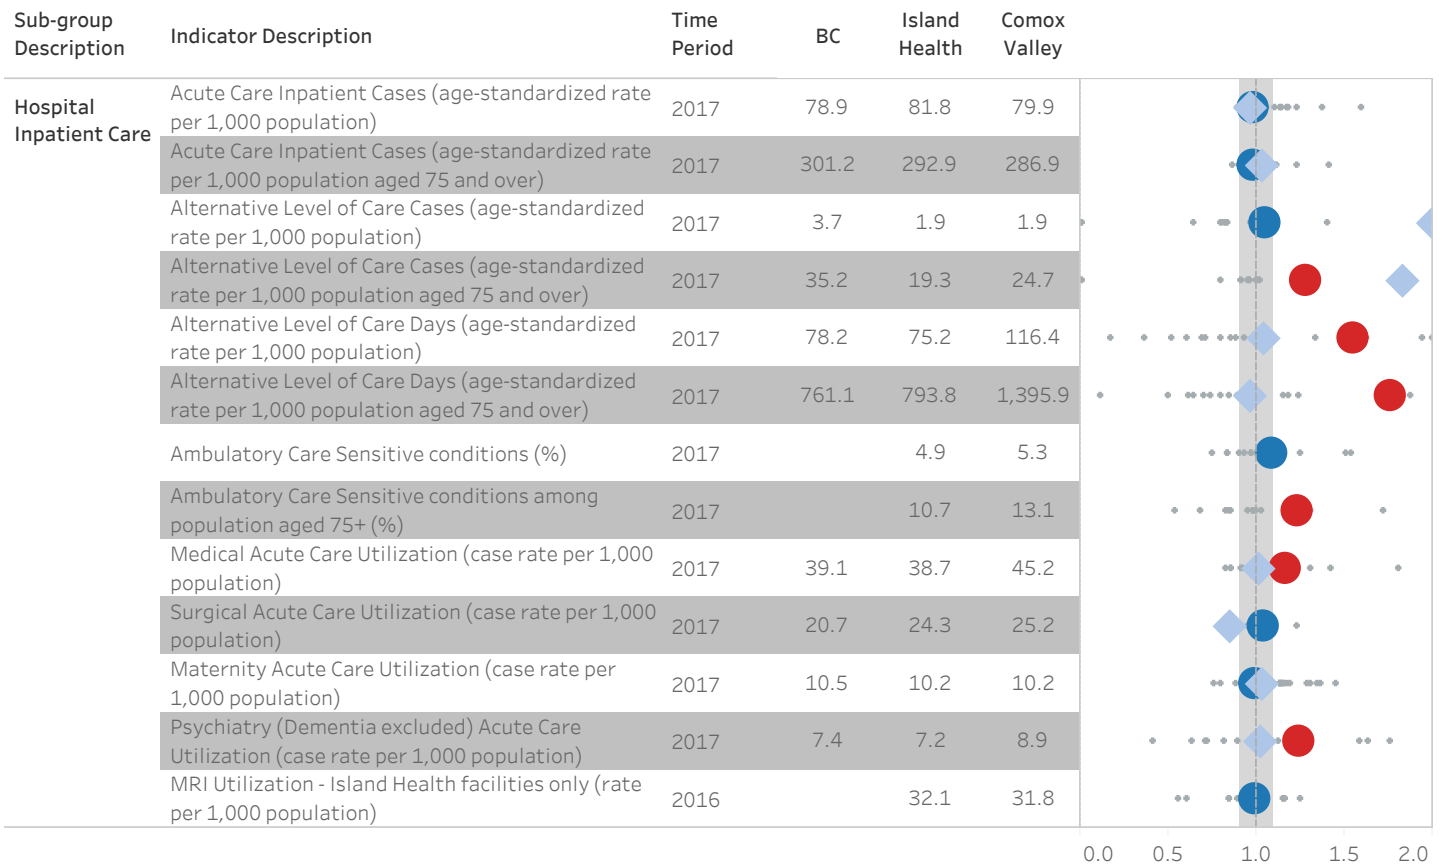 Sub-group
Description
Indicator Description
Time
Period
BC
Island
Health
Comox
Valley
Hospital
Inpatient Care
Acute Care Inpatient Cases (age-standardized rate
per 1,000 population)
2017 78.9 81.8 79.9
Acute Care Inpatient Cases (age-standardized rate
per 1,000 population aged 75 and over)
2017 301.2 292.9 286.9
Alternative Level of Care Cases (age-standardized
rate per 1,000 population)
2017 3.7 1.9 1.9
Alternative Level of Care Cases (age-standardized
rate per 1,000 population aged 75 and over)
2017 35.2 19.3 24.7
Alternative Level of Care Days (age-standardized
rate per 1,000 population)
2017 78.2 75.2 116.4
Alternative Level of Care Days (age-standardized
rate per 1,000 population aged 75 and over)
2017 761.1 793.8 1,395.9
Ambulatory Care Sensitive conditions (%)
2017 4.9 5.3
Ambulatory Care Sensitive conditions among
population aged 75+ (%)
2017 10.7 13.1
Medical Acute Care Utilization (case rate per 1,000
population)
2017 39.1 38.7 45.2
Surgical Acute Care Utilization (case rate per 1,000
population)
2017 20.7 24.3 25.2
Maternity Acute Care Utilization (case rate per
1,000 population)
2017 10.5 10.2 10.2
Psychiatry (Dementia excluded) Acute Care
Utilization (case rate per 1,000 population)
2017 7.4 7.2 8.9
MRI Utilization - Island Health facilities only (rate
per 1,000 population)
2016 32.1 31.8
0.0 0.5 1.0 1.5 2.0